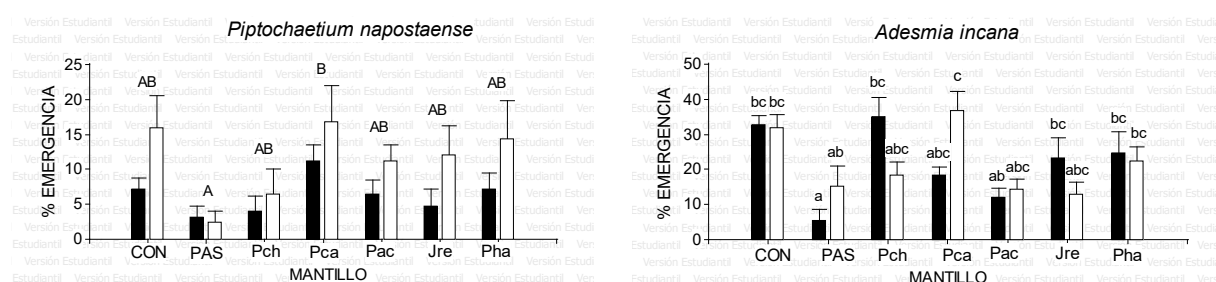 Piptochaetium napostaense
% EMERGENCIA
25
20
15
10
5
0
AB
A
AB
B
AB
AB
AB
CON PAS Pch Pca Pac Jre Pha
MANTILLO
Adesmia incana
% EMERGENCIA
50
40
30
20
10
0
bc bc
a ab
bc abc
abc c
ab abc
bc abc
bc bc
CON PAS Pch Pca Pac Jre Pha
MANTILLO
Versión Estudiantil